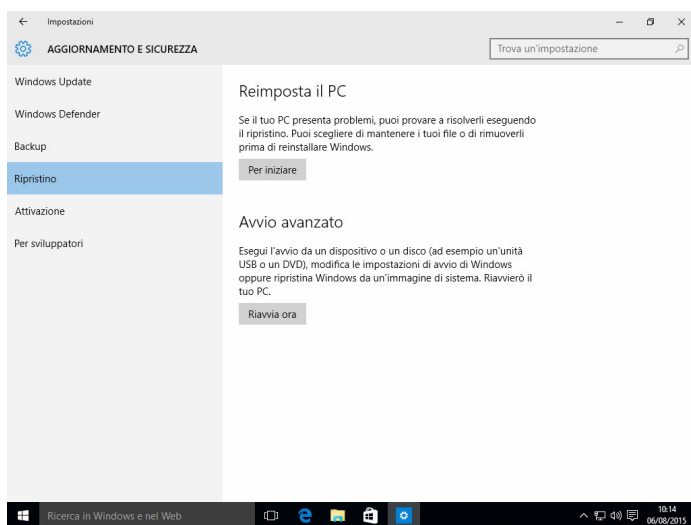 Impostazioni
AGGIORNAMENTO E SICUREZZA
Trova un'impostazione
Windows Update
Windows Defender
Backup
Ripristino
Attivazione
Per sviluppatori
Reimposta il PC
Se il tuo PC presenta problemi, puoi provare a risolverli eseguendo
il ripristino. Puoi scegliere di mantenere i tuoi file o di rimuoverli
prima di reinstallare Windows.
Per iniziare
Avvio avanzato
Esegui l'avvio da un dispositivo o un disco (ad esempio un'unità
USB o un DVD), modifica le impostazioni di avvio di Windows
oppure ripristina Windows da un'immagine di sistema. Riavvierò il
tuo PC.
Riavvia ora
Ricerca in Windows e nel Web
10:14
06/08/2015